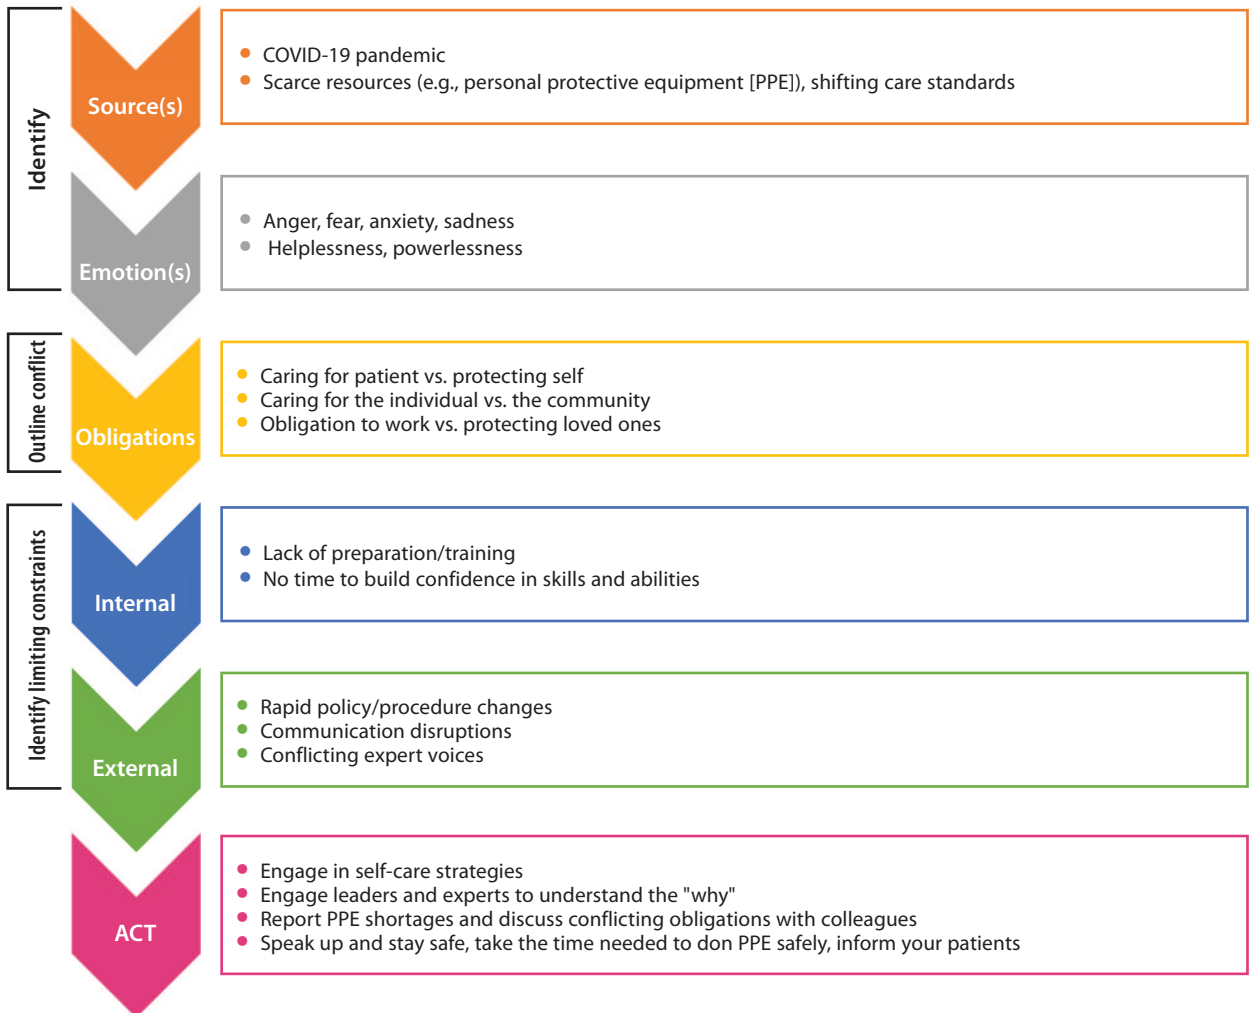 Identify
Source(s)
COVID-19 pandemic
Scarce resources (e.g., personal protective equipment [PPE]), shifting care standards
Emotion(s)
Anger, fear, anxiety, sadness
Helplessness, powerlessness
Outline conflict
Obligations
Caring for patient vs. protecting self
Caring for the individual vs. the community
Obligation to work vs. protecting loved ones
Identify limiting constraints
Internal
Lack of preparation/training
No time to build confidence in skills and abilities
External
Rapid policy/procedure changes
Communication disruptions
Conflicting expert voices
ACT
Engage in self-care strategies
Engage leaders and experts to understand the "why"
Report PPE shortages and discuss conflicting obligations with colleagues
Speak up and stay safe, take the time needed to don PPE safely, inform your patients